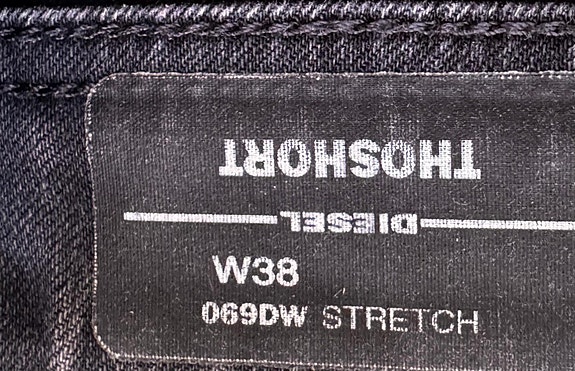 THOSHORT
DIESEL
W38
069DW STRETCH